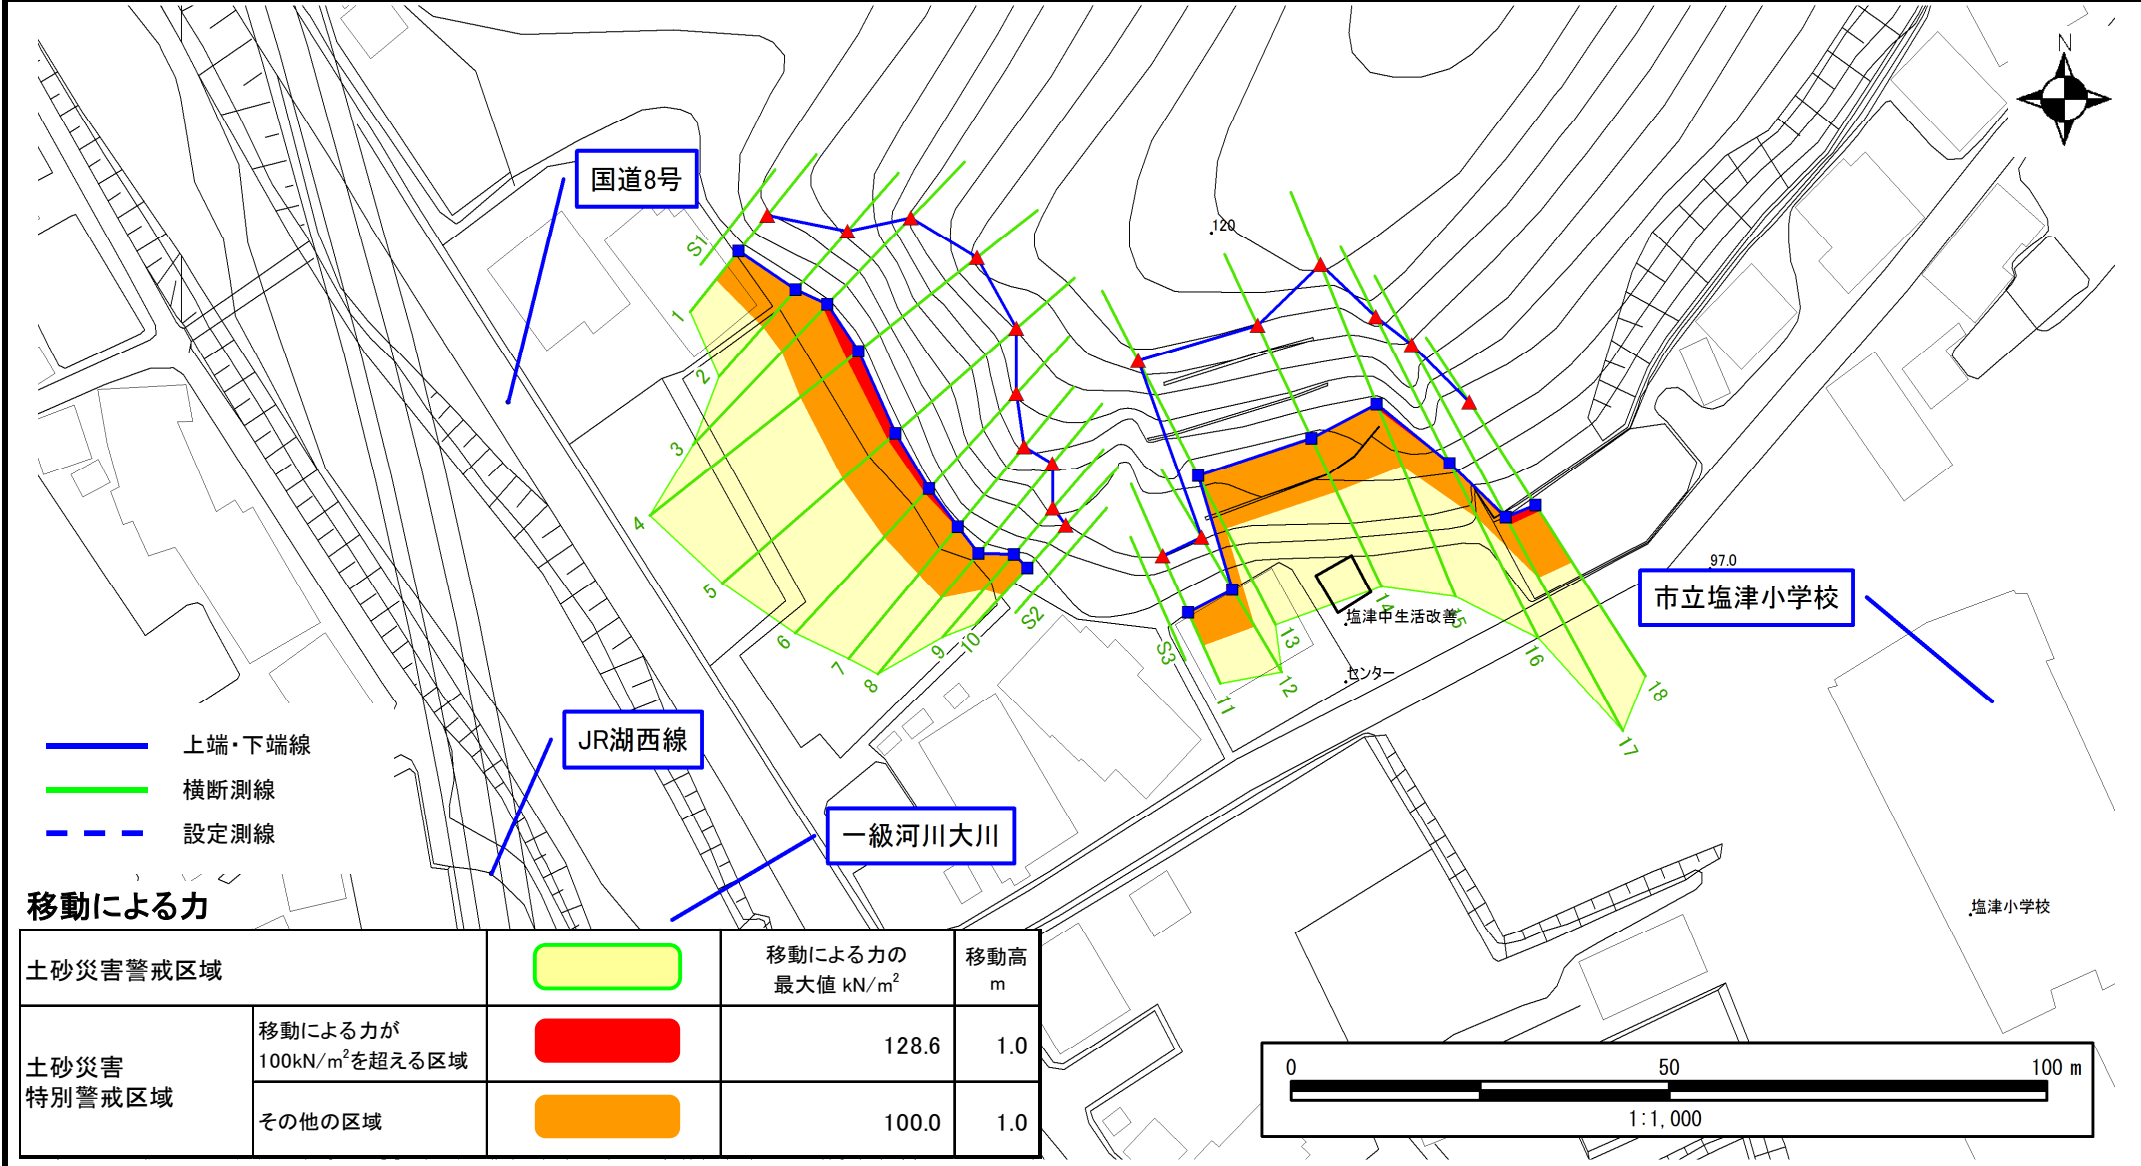 N
国道8号
120
S1
1
2
3
4
5
6
7
8
9
10
S2
S3
11
12
13
14
15
16
17
18
97.0
市立塩津小学校
塩津中生活改善
センター
上端・下端線
横断測線
設定測線
JR湖西線
一級河川大川
塩津小学校
移動による力
土砂災害警戒区域
移動による力の
最大値 kN/m²
移動高
m
土砂災害
特別警戒区域
移動による力が
100kN/m²を超える区域
128.6
1.0
その他の区域
100.0
1.0
0
50
100 m
1:1,000